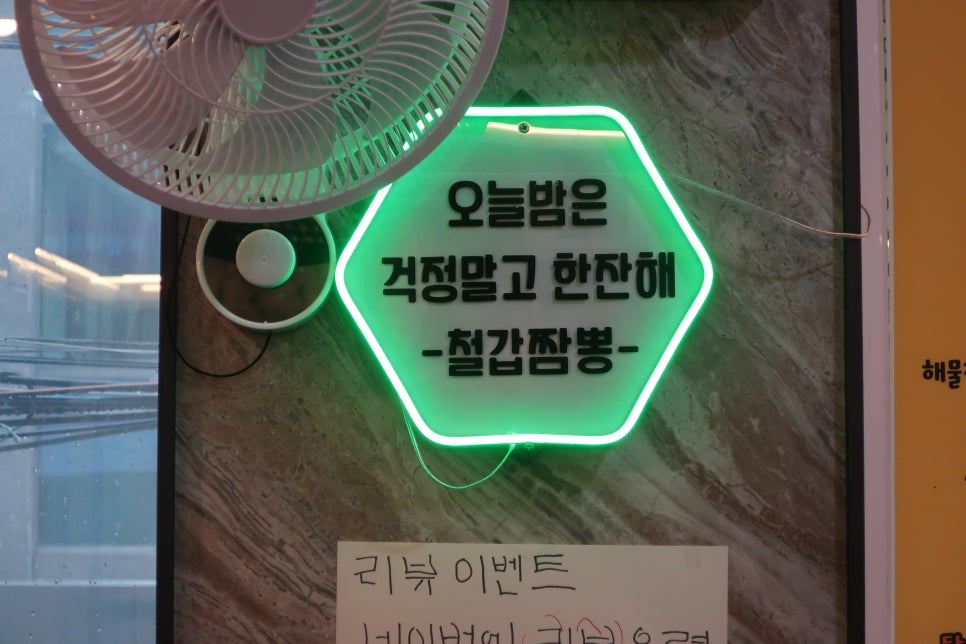 오늘밤은
걱정말고 한잔해
-철갑짬뽕-
리뷰 이벤트